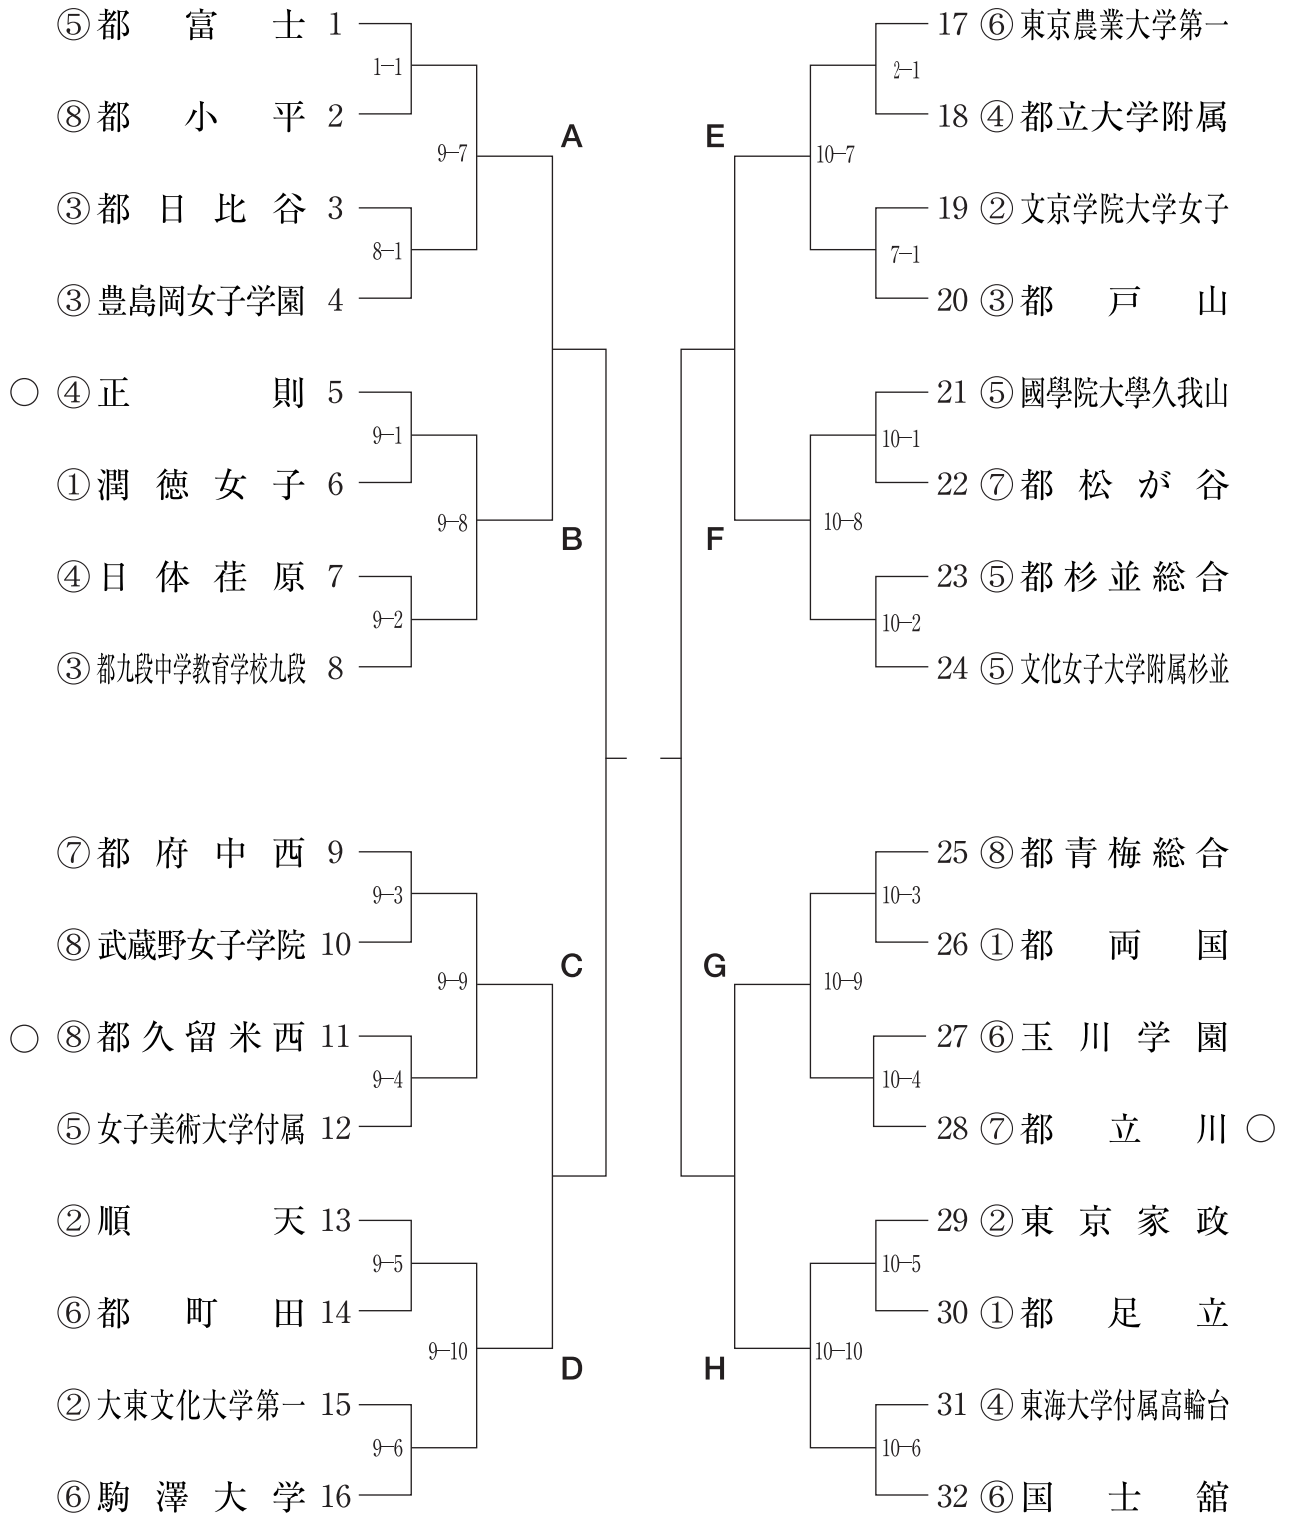 ⑤都富士 1
1−1
⑧都小平 2
9−7
A
③都日比谷 3
8−1
③豊島岡女子学園 4
○ ④正則 5
9−1
①潤徳女子 6
9−8
B
④日体荏原 7
9−2
③都九段中学教育学校九段 8
⑦都府中西 9
9−3
⑧武蔵野女子学院 10
9−9
C
○ ⑧都久留米西 11
9−4
⑤女子美術大学付属 12
②順天 13
9−5
⑥都町田 14
9−10
D
②大東文化大学第一 15
9−6
⑥駒澤大学 16
17 ⑥東京農業大学第一
2−1
18 ④都立大学附属
E
10−7
19 ②文京学院大学女子
7−1
20 ③都戸山
21 ⑤國學院大學久我山
10−1
22 ⑦都松が谷
10−8
F
23 ⑤都杉並総合
10−2
24 ⑤文化女子大学附属杉並
25 ⑧都青梅総合
10−3
26 ①都両国
G
10−9
27 ⑥玉川学園
10−4
28 ⑦都立川 ○
29 ②東京家政
10−5
30 ①都足立
10−10
H
31 ④東海大学付属高輪台
10−6
32 ⑥国士舘